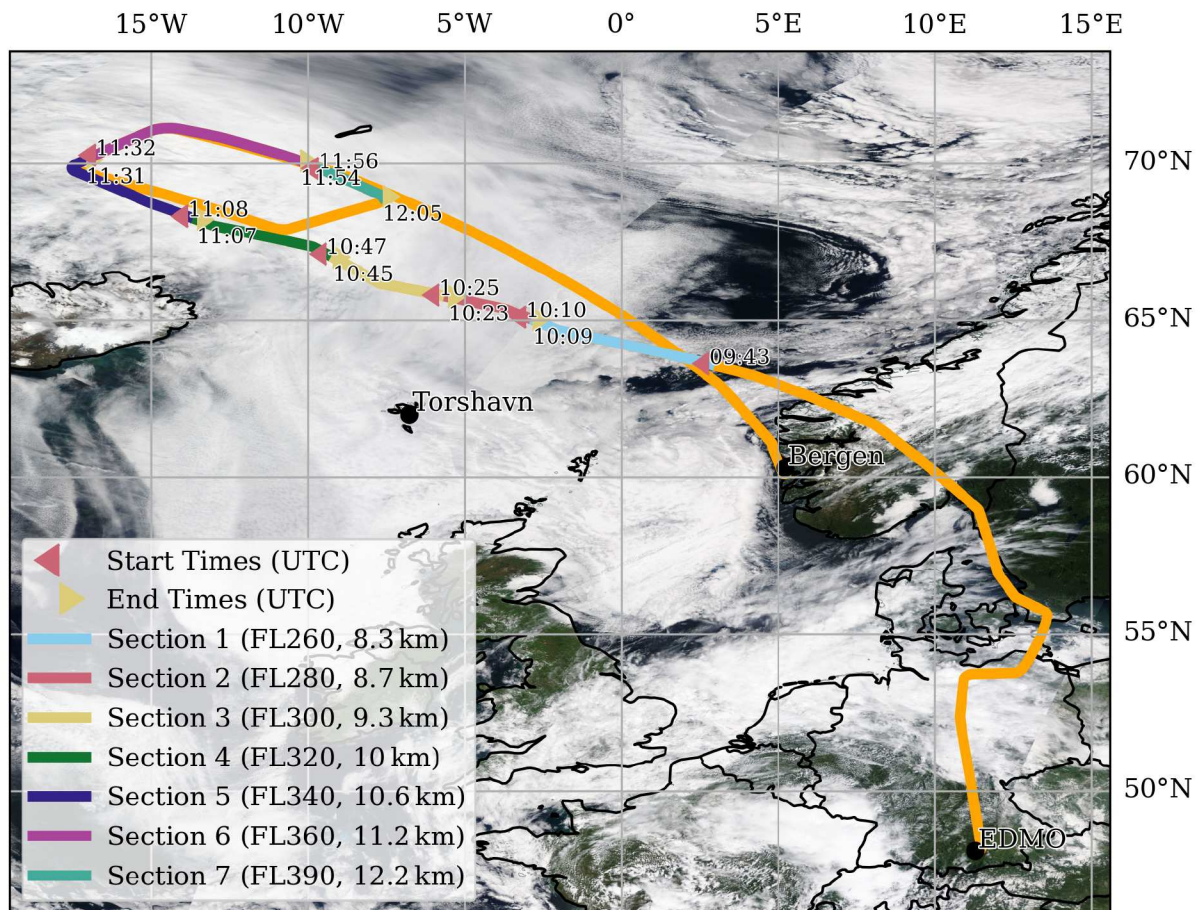 15°W 10°W 5°W 0° 5°E 10°E 15°E
11:32
11:56
70°N
11:31
11:54
11:08
12:05
11:07
10:47
10:45
10:25
10:23
10:10
65°N
10:09
09:43
Torshavn
Bergen
60°N
Start Times (UTC)
End Times (UTC)
Section 1 (FL260, 8.3 km)
55°N
Section 2 (FL280, 8.7 km)
Section 3 (FL300, 9.3 km)
Section 4 (FL320, 10 km)
Section 5 (FL340, 10.6 km)
50°N
Section 6 (FL360, 11.2 km)
EDMO
Section 7 (FL390, 12.2 km)